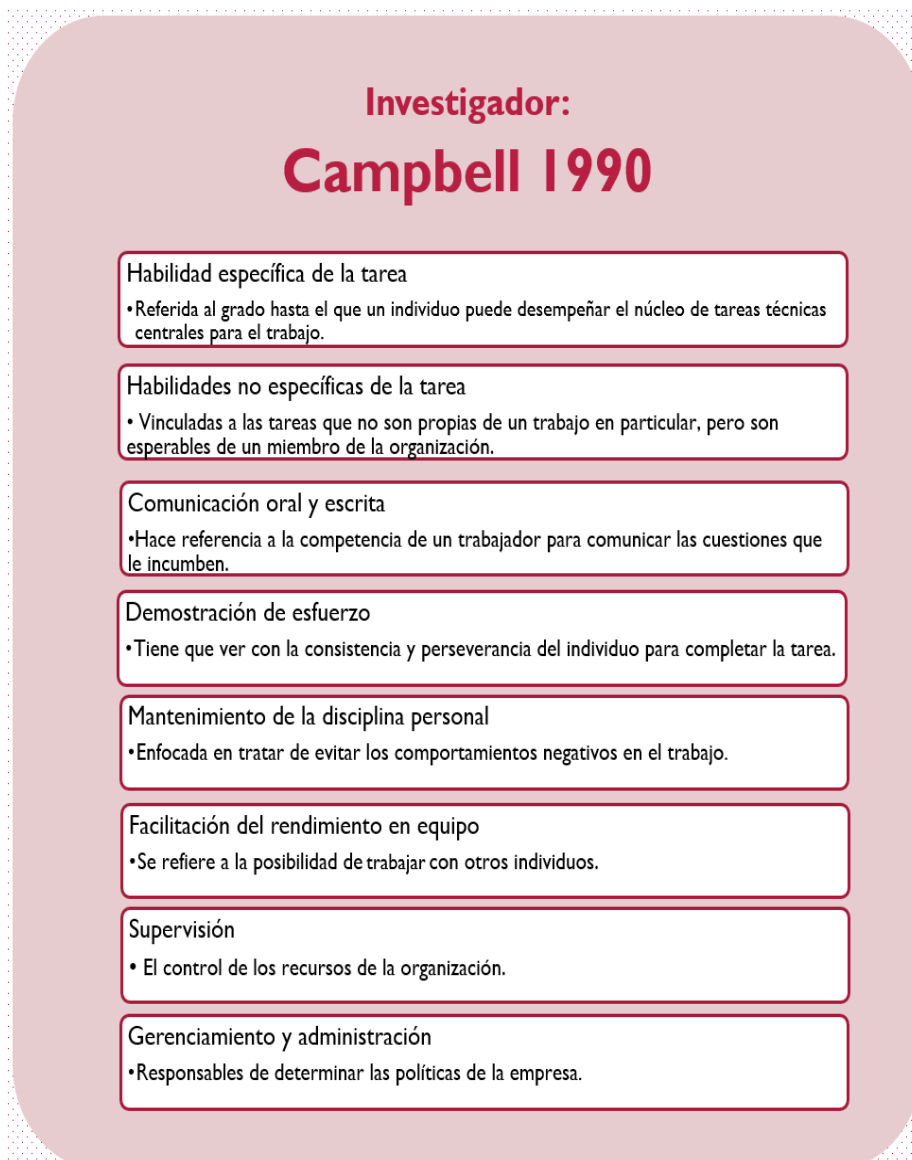 Investigador:
Campbell 1990
Habilidad específica de la tarea
•Referida al grado hasta el que un individuo puede desempeñar el núcleo de tareas técnicas
centrales para el trabajo.
Habilidades no específicas de la tarea
• Vinculadas a las tareas que no son propias de un trabajo en particular, pero son
esperables de un miembro de la organización.
Comunicación oral y escrita
•Hace referencia a la competencia de un trabajador para comunicar las cuestiones que
le incumben.
Demostración de esfuerzo
•Tiene que ver con la consistencia y perseverancia del individuo para completar la tarea.
Mantenimiento de la disciplina personal
•Enfocada en tratar de evitar los comportamientos negativos en el trabajo.
Facilitación del rendimiento en equipo
•Se refiere a la posibilidad de trabajar con otros individuos.
Supervisión
• El control de los recursos de la organización.
Gerenciamiento y administración
•Responsables de determinar las políticas de la empresa.